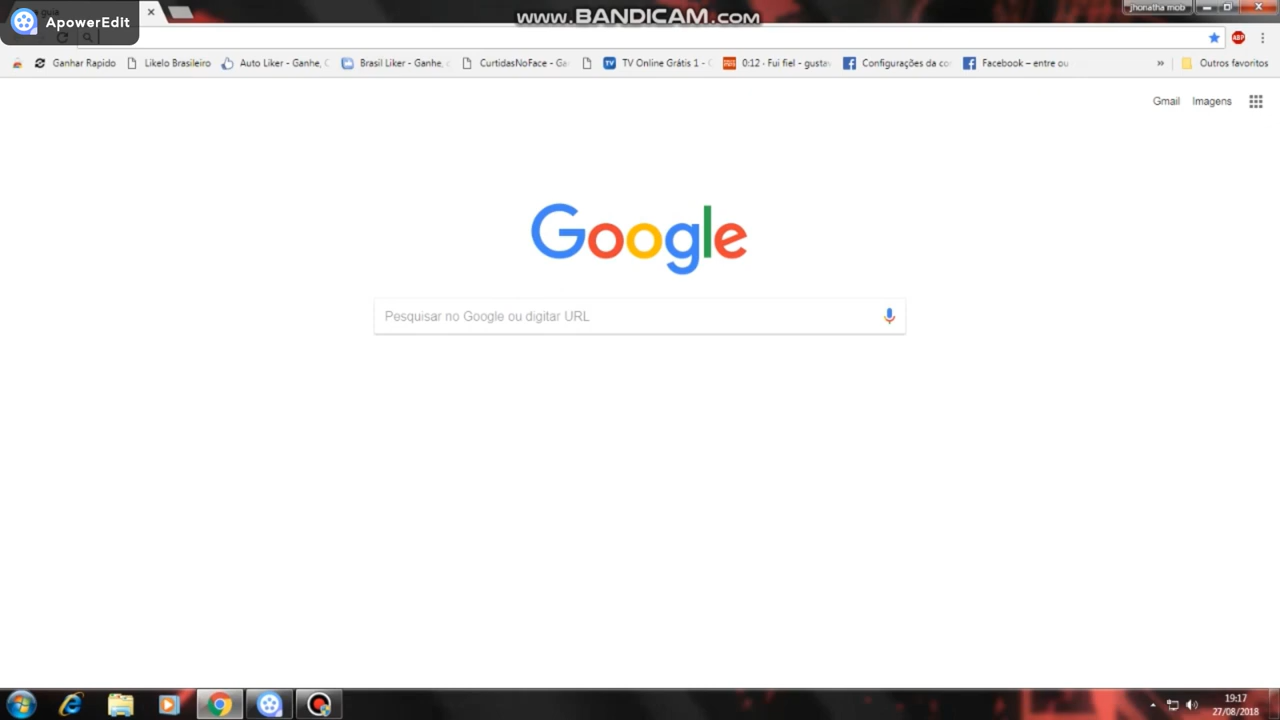 ApowerEdit
www.BANDICAM.com
jhonatha mob
Ganhar Rapido
Likelo Brasileiro
Auto Liker - Ganhe,
Brasil Liker - Ganhe,
CurtidasNoFace - Ga
TV Online Grátis 1 -
0:12 - Fui fiel - gustav
Configurações da co
Facebook – entre ou
»
Outros favoritos
ABP
Gmail
Imagens
Google
Pesquisar no Google ou digitar URL
19:17
27/08/2018